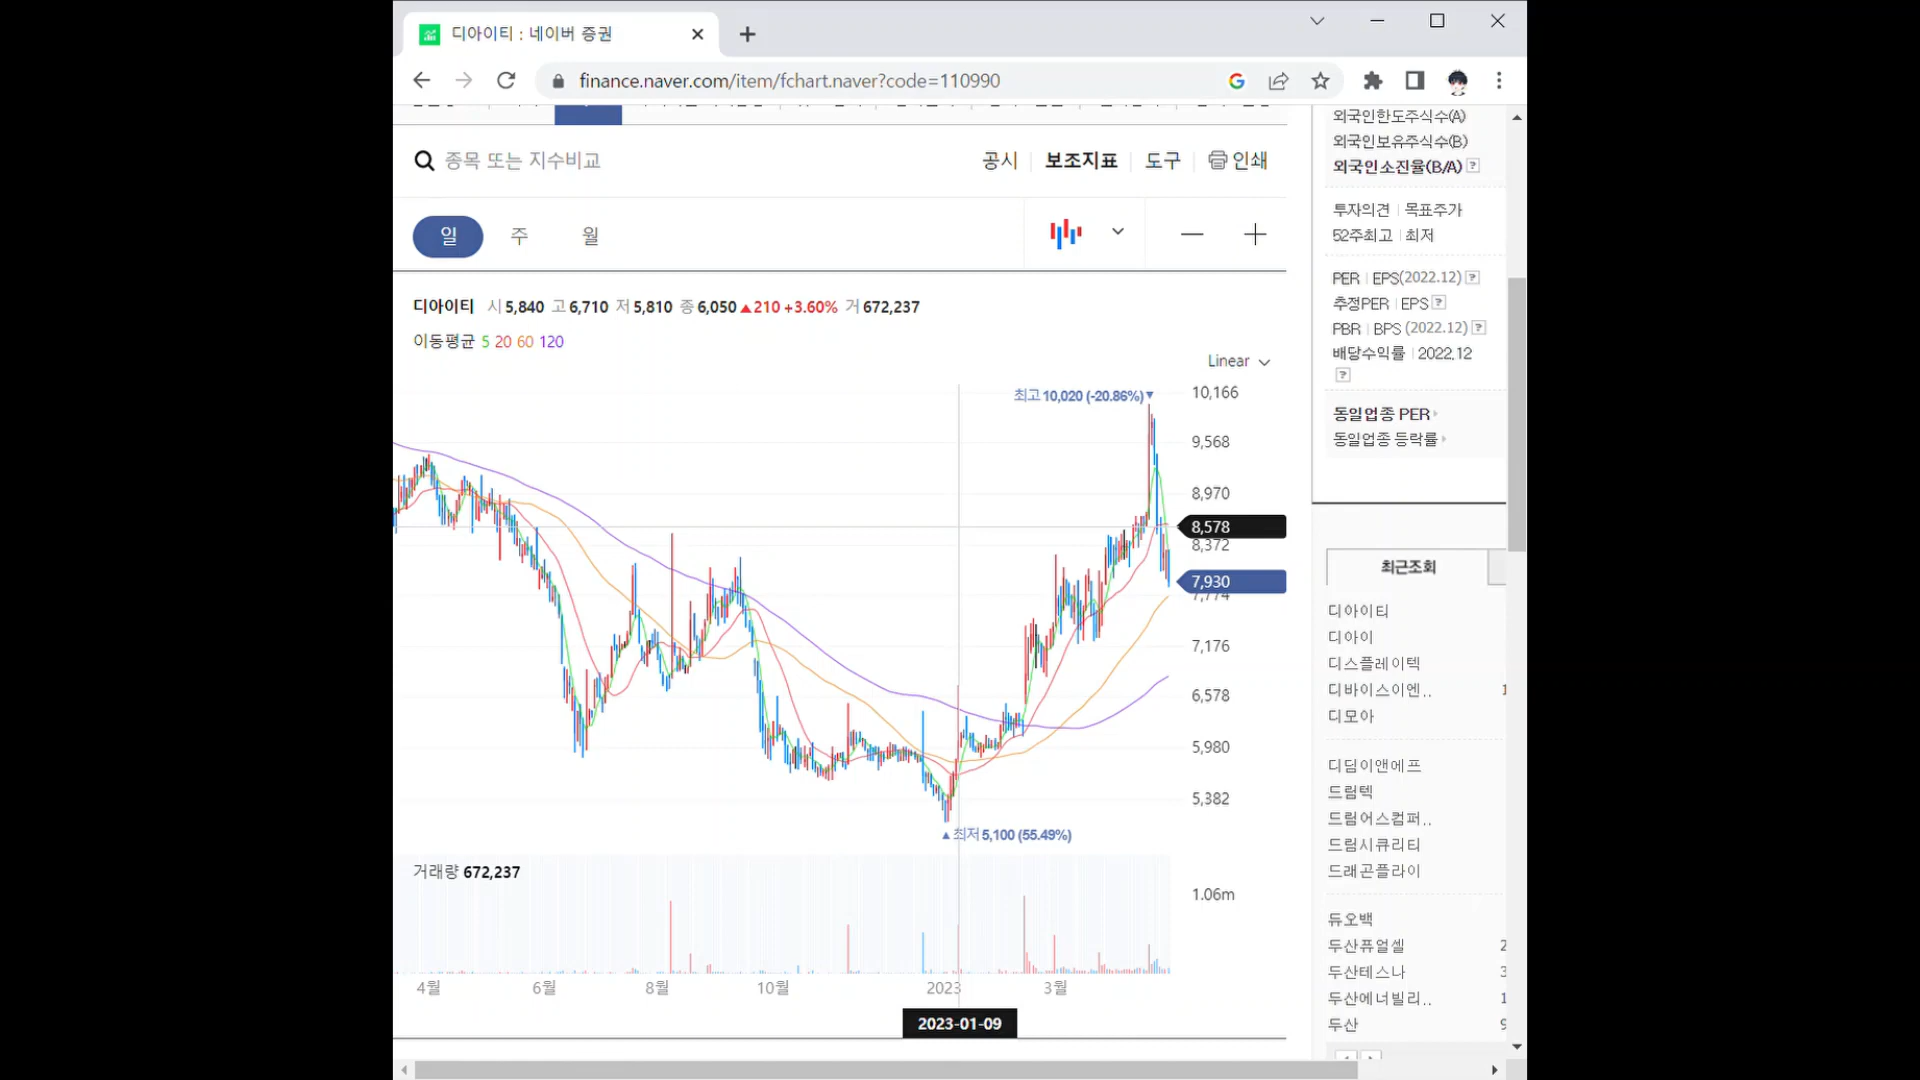 디아이티 : 네이버 증권
finance.naver.com/item/fchart.naver?code=110990
종목 또는 지수비교
공시 보조지표 도구 인쇄
일 주 월
디아이티 시 5,840 고 6,710 저 5,810 종 6,050 ▲210 +3.60% 거 672,237
이동평균 5 20 60 120
Linear
최고 10,020 (-20.86%)▼
10,166
9,568
8,970
8,578
8,372
7,930
7,774
7,176
6,578
5,980
5,382
▲최저 5,100 (55.49%)
거래량 672,237
1.06m
4월 6월 8월 10월 2023 3월
2023-01-09
외국인한도주식수(A)
외국인보유주식수(B)
외국인소진율(B/A) ?
투자의견 | 목표주가
52주최고 | 최저
PER | EPS(2022.12) ?
추정PER | EPS ?
PBR | BPS (2022.12) ?
배당수익률 | 2022.12
?
동일업종 PER
동일업종 등락률
최근조회
디아이티
디아이
디스플레이텍
디바이스이엔..
디모아
디딤이앤에프
드림텍
드림어스컴퍼..
드림시큐리티
드래곤플라이
듀오백
두산퓨얼셀
두산테스나
두산에너빌리..
두산